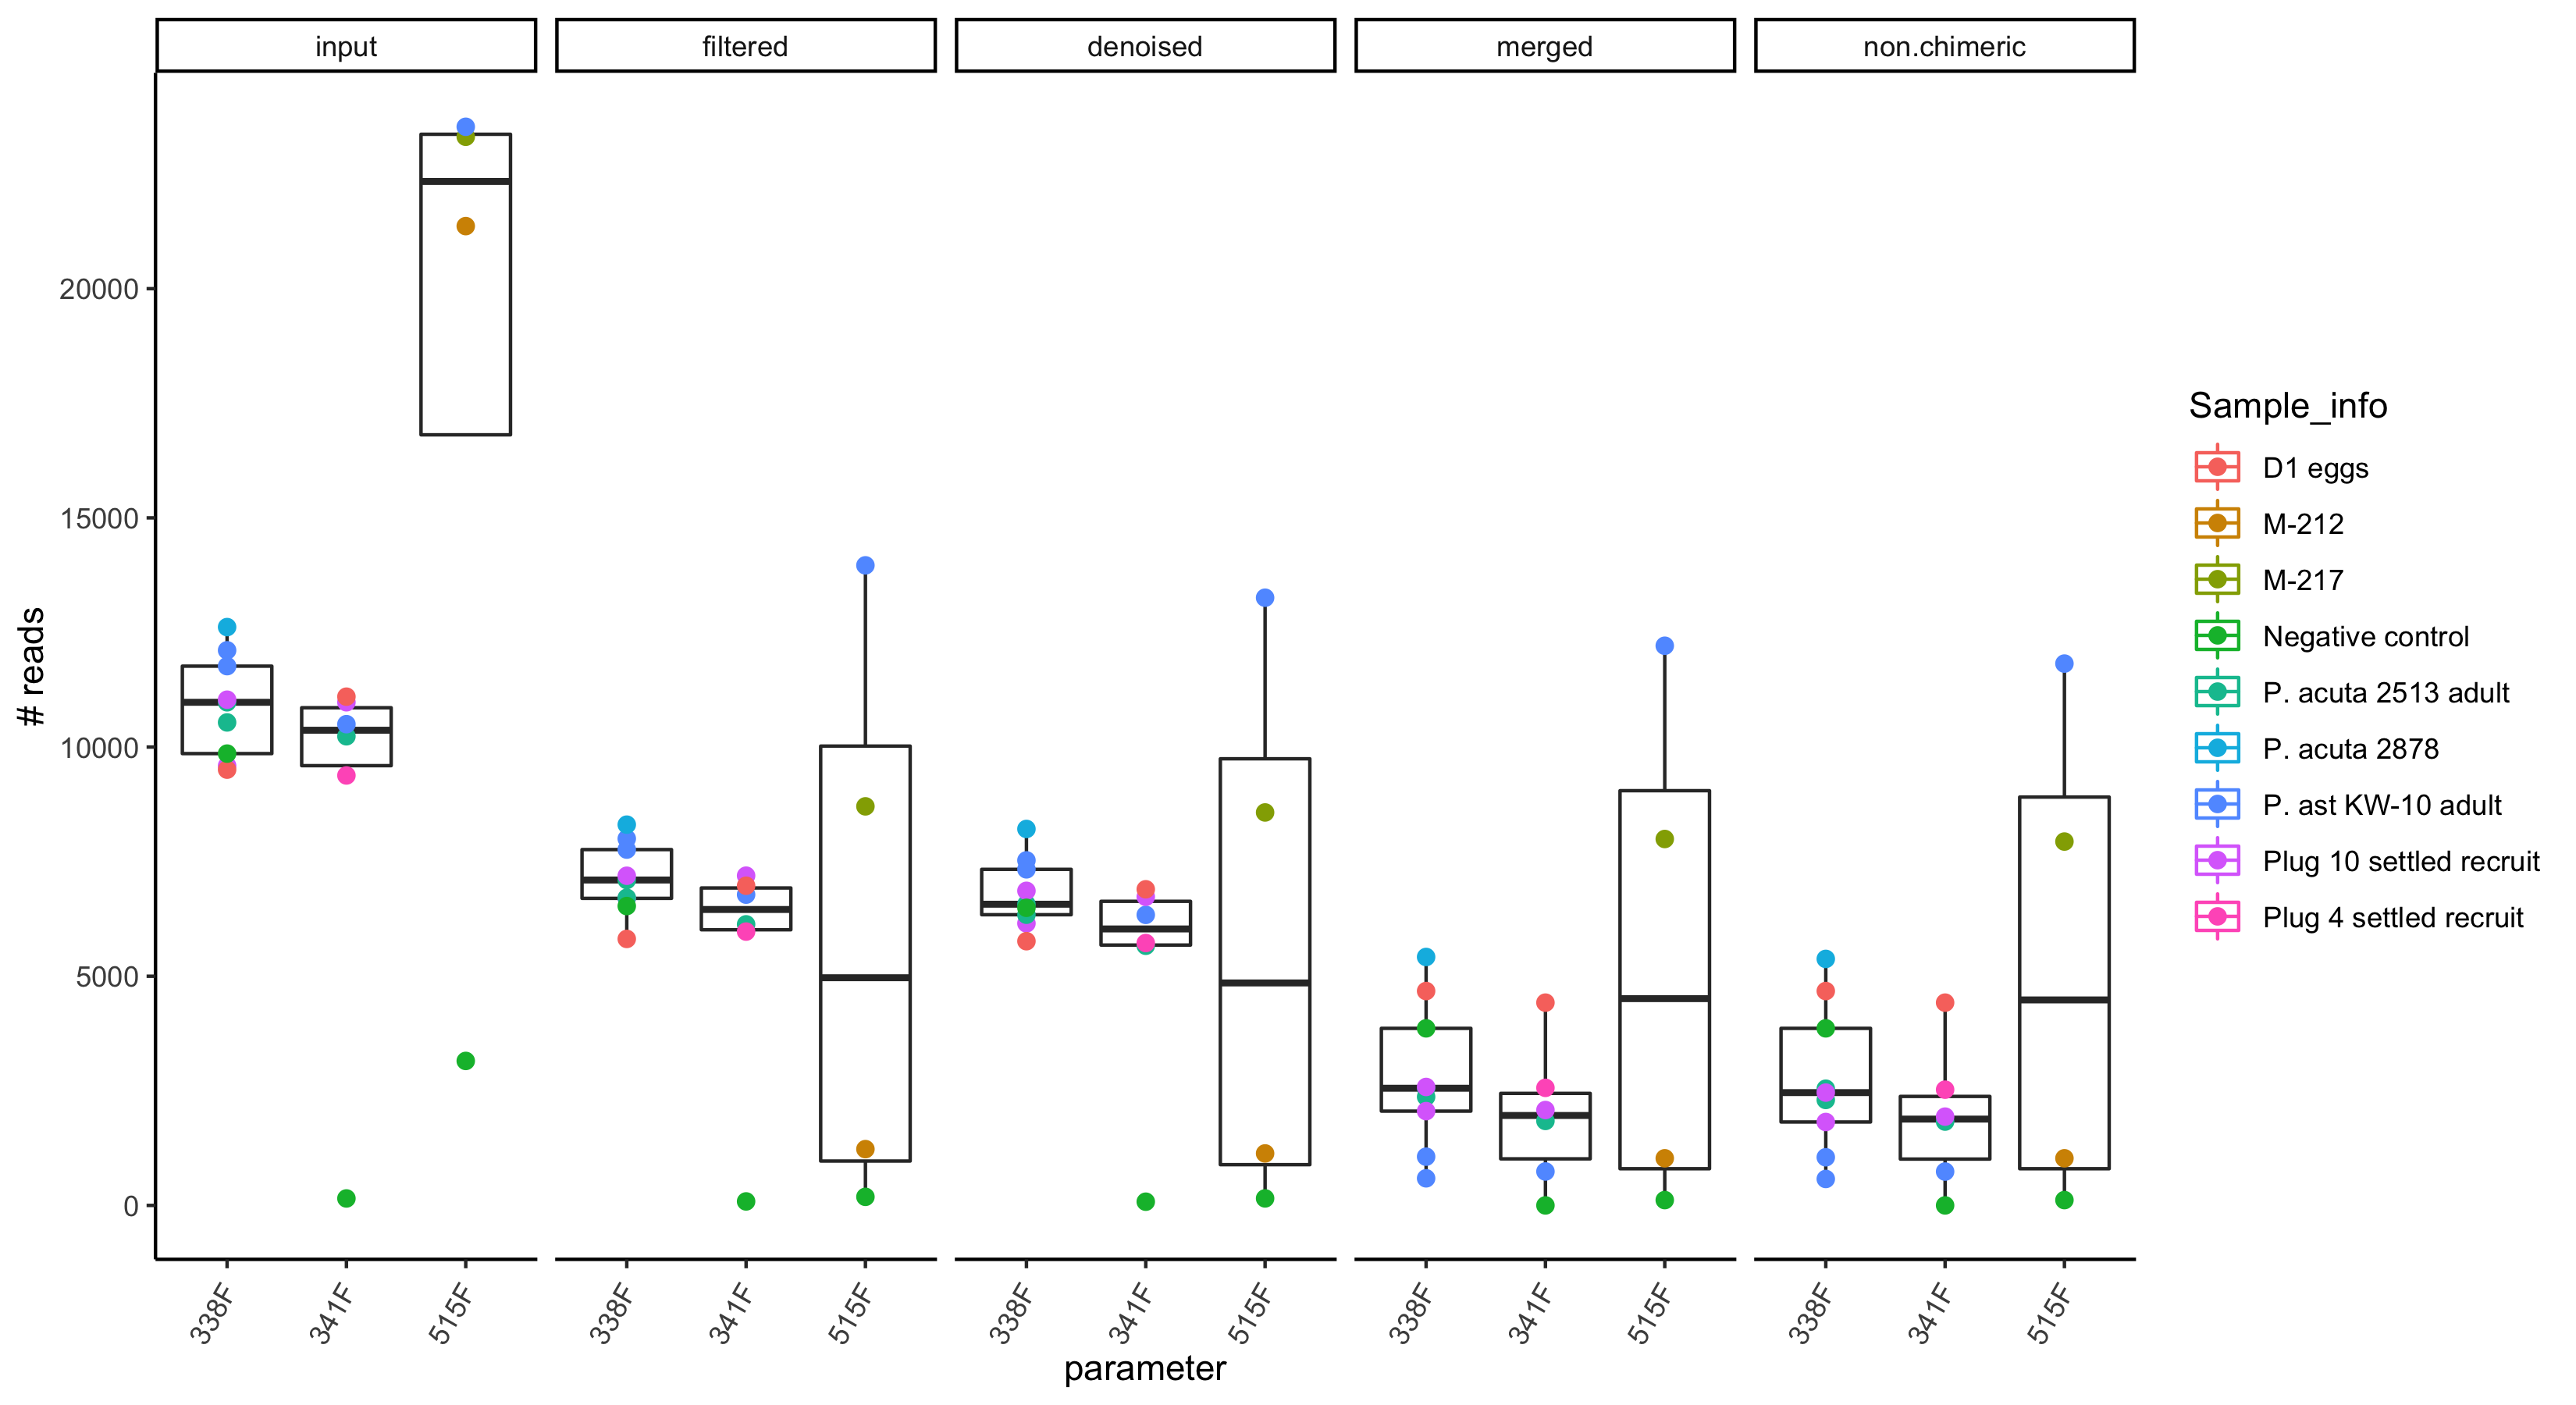 input filtered denoised merged non.chimeric
# reads
20000
15000
10000
5000
0
338F 341F 515F 338F 341F 515F 338F 341F 515F 338F 341F 515F 338F 341F 515F
parameter
Sample_info
D1 eggs
M-212
M-217
Negative control
P. acuta 2513 adult
P. acuta 2878
P. ast KW-10 adult
Plug 10 settled recruit
Plug 4 settled recruit